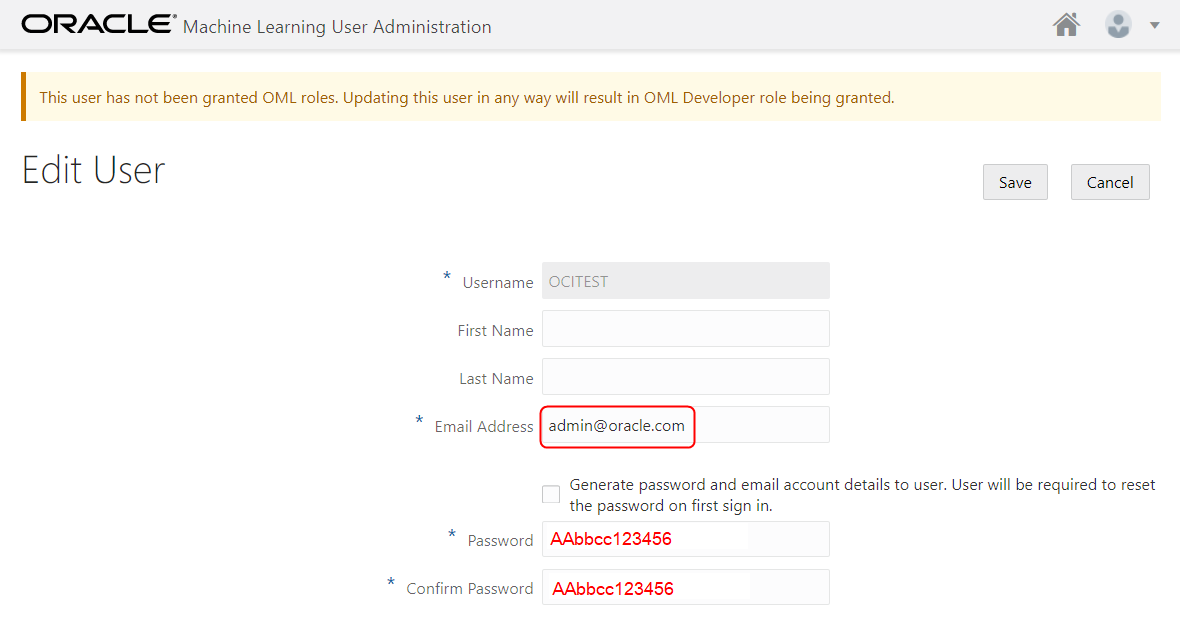 ORACLE® Machine Learning User Administration
This user has not been granted OML roles. Updating this user in any way will result in OML Developer role being granted.
Edit User
Save
Cancel
* Username OCITEST
First Name
Last Name
* Email Address admin@oracle.com
Generate password and email account details to user. User will be required to reset
the password on first sign in.
* Password AAbbcc123456
* Confirm Password AAbbcc123456